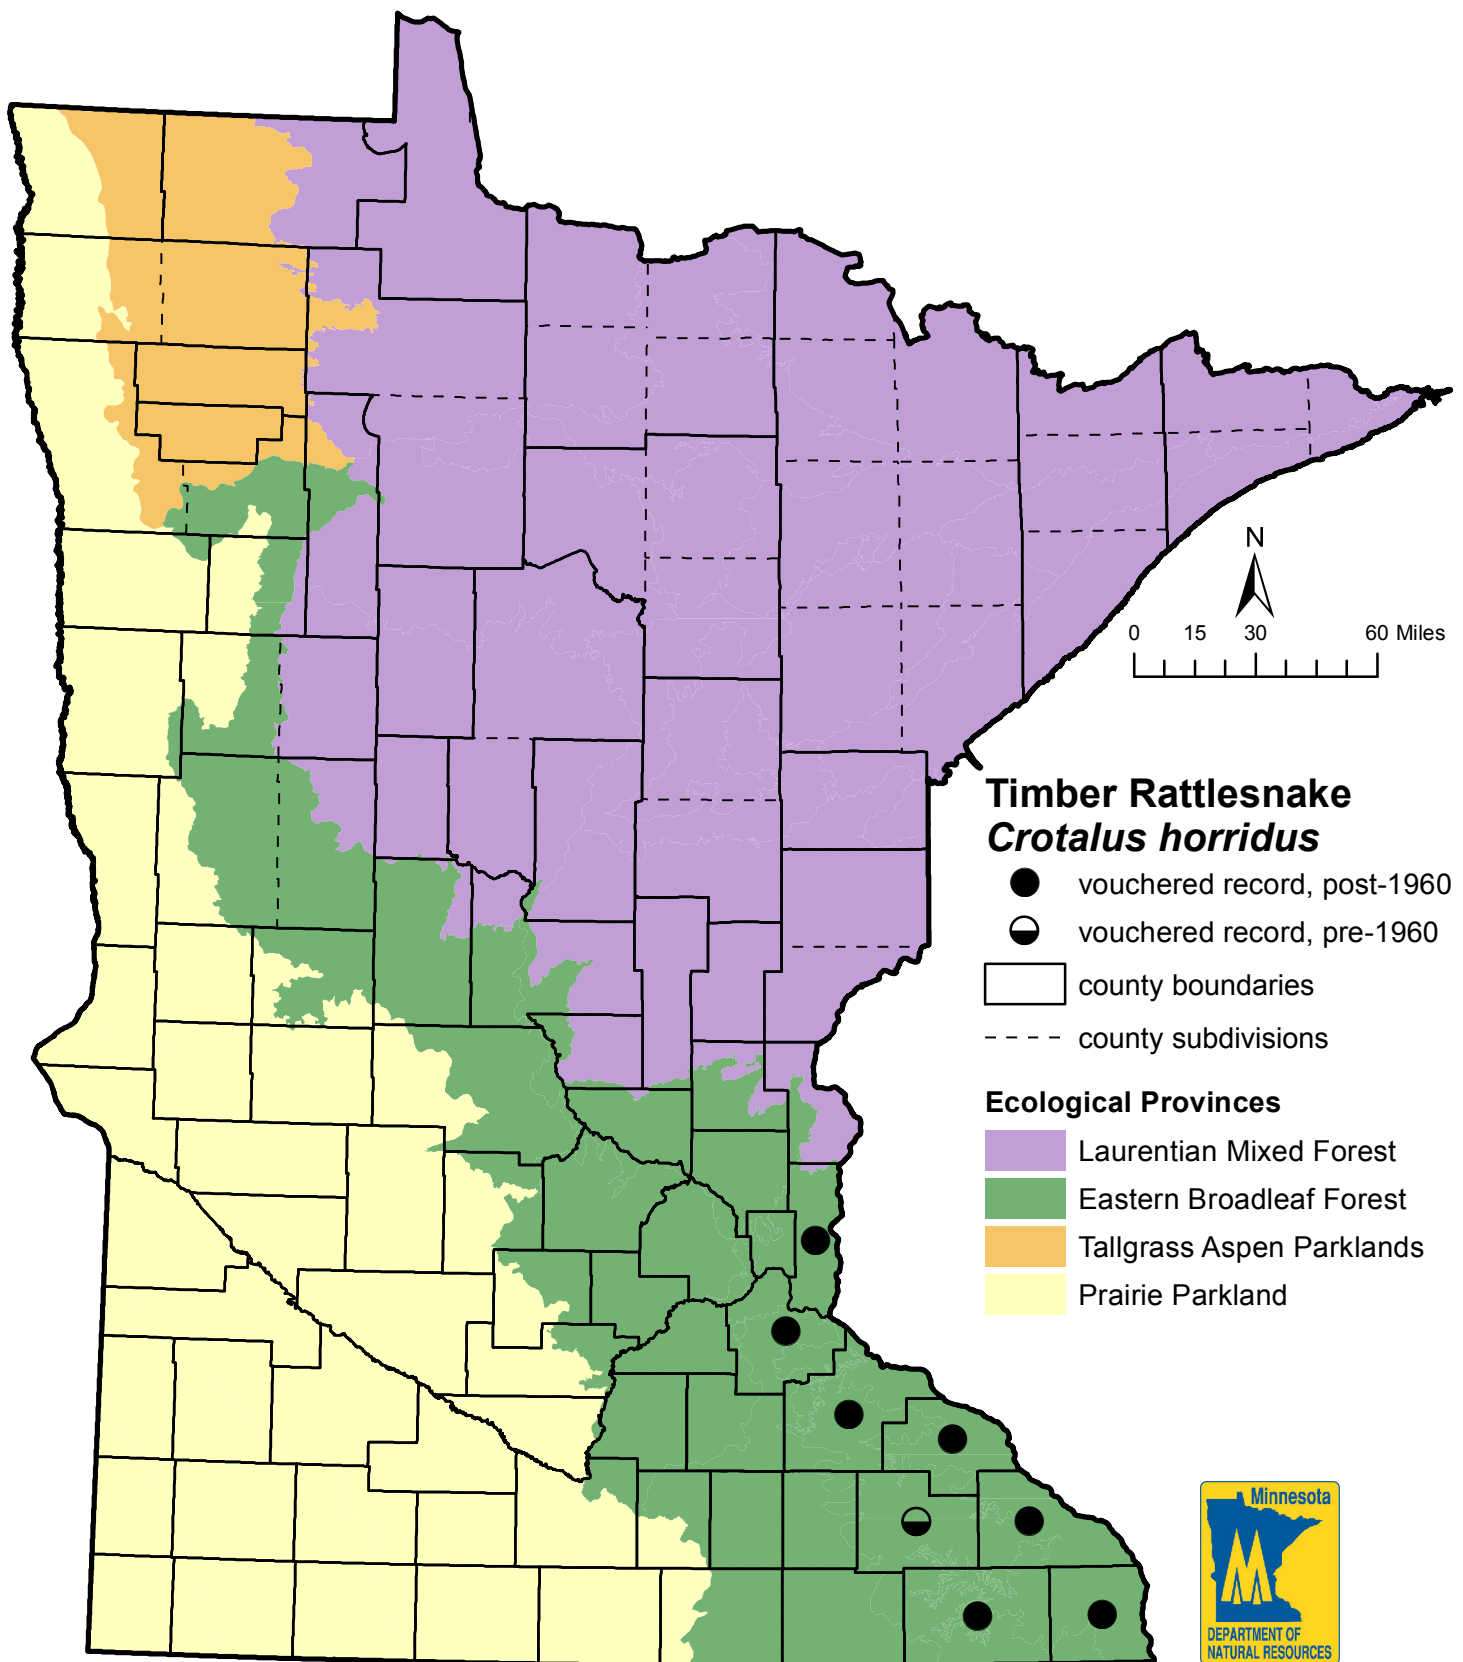 N
0 15 30 60 Miles
Timber Rattlesnake
Crotalus horridus
vouchered record, post-1960
vouchered record, pre-1960
county boundaries
county subdivisions
Ecological Provinces
Laurentian Mixed Forest
Eastern Broadleaf Forest
Tallgrass Aspen Parklands
Prairie Parkland
Minnesota
DEPARTMENT OF
NATURAL RESOURCES